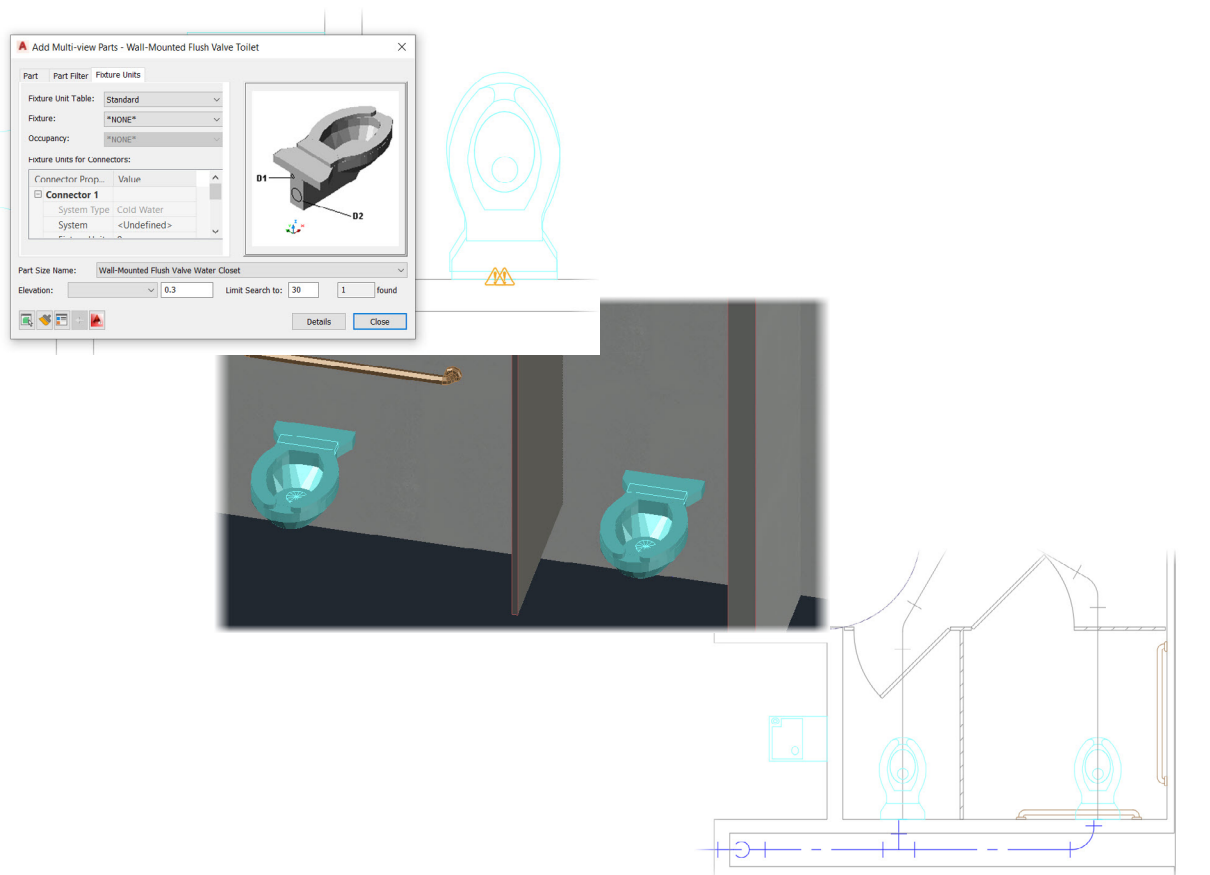 Add Multi-view Parts - Wall-Mounted Flush Valve Toilet
Part Part Filter Fixture Units
Fixture Unit Table: Standard
Fixture: *NONE*
Occupancy: *NONE*
Fixture Units for Connectors:
Connector Prop... Value
Connector 1
System Type Cold Water
System <Undefined>
D1
D2
Part Size Name: Wall-Mounted Flush Valve Water Closet
Elevation: 0.3 Limit Search to: 30 1 found
Details Close